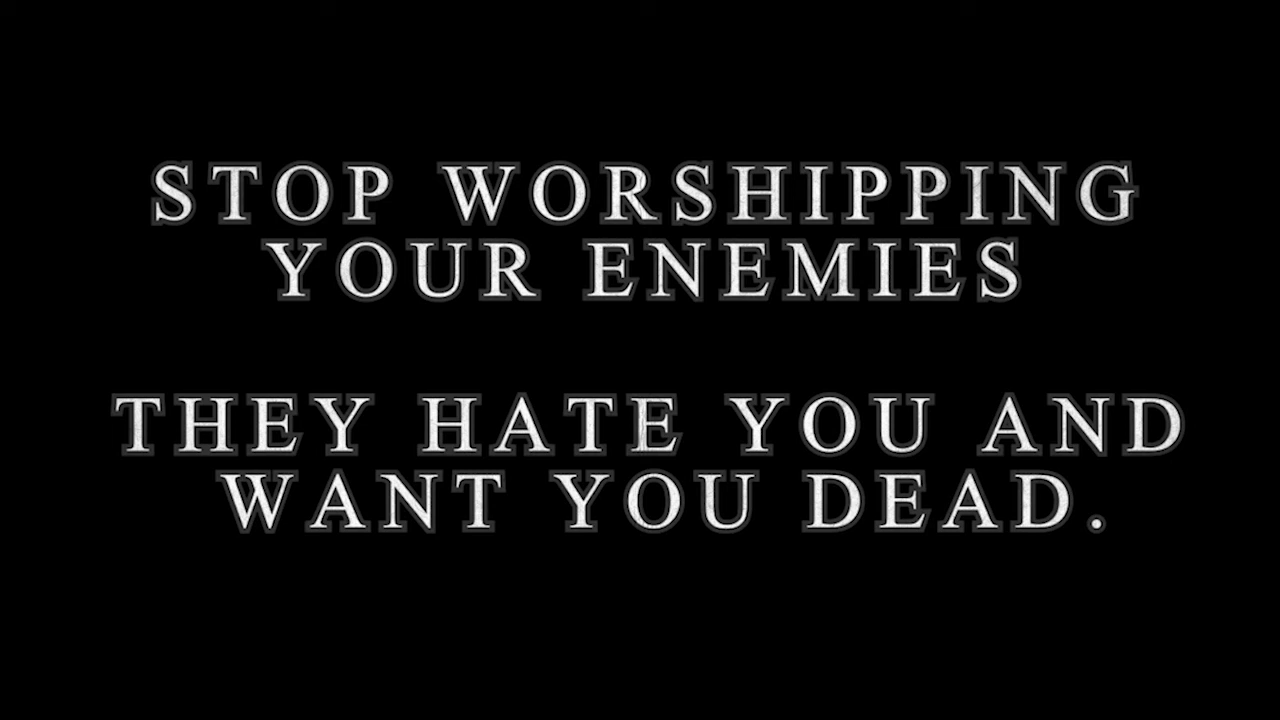 STOP WORSHIPPING
YOUR ENEMIES
THEY HATE YOU AND
WANT YOU DEAD.